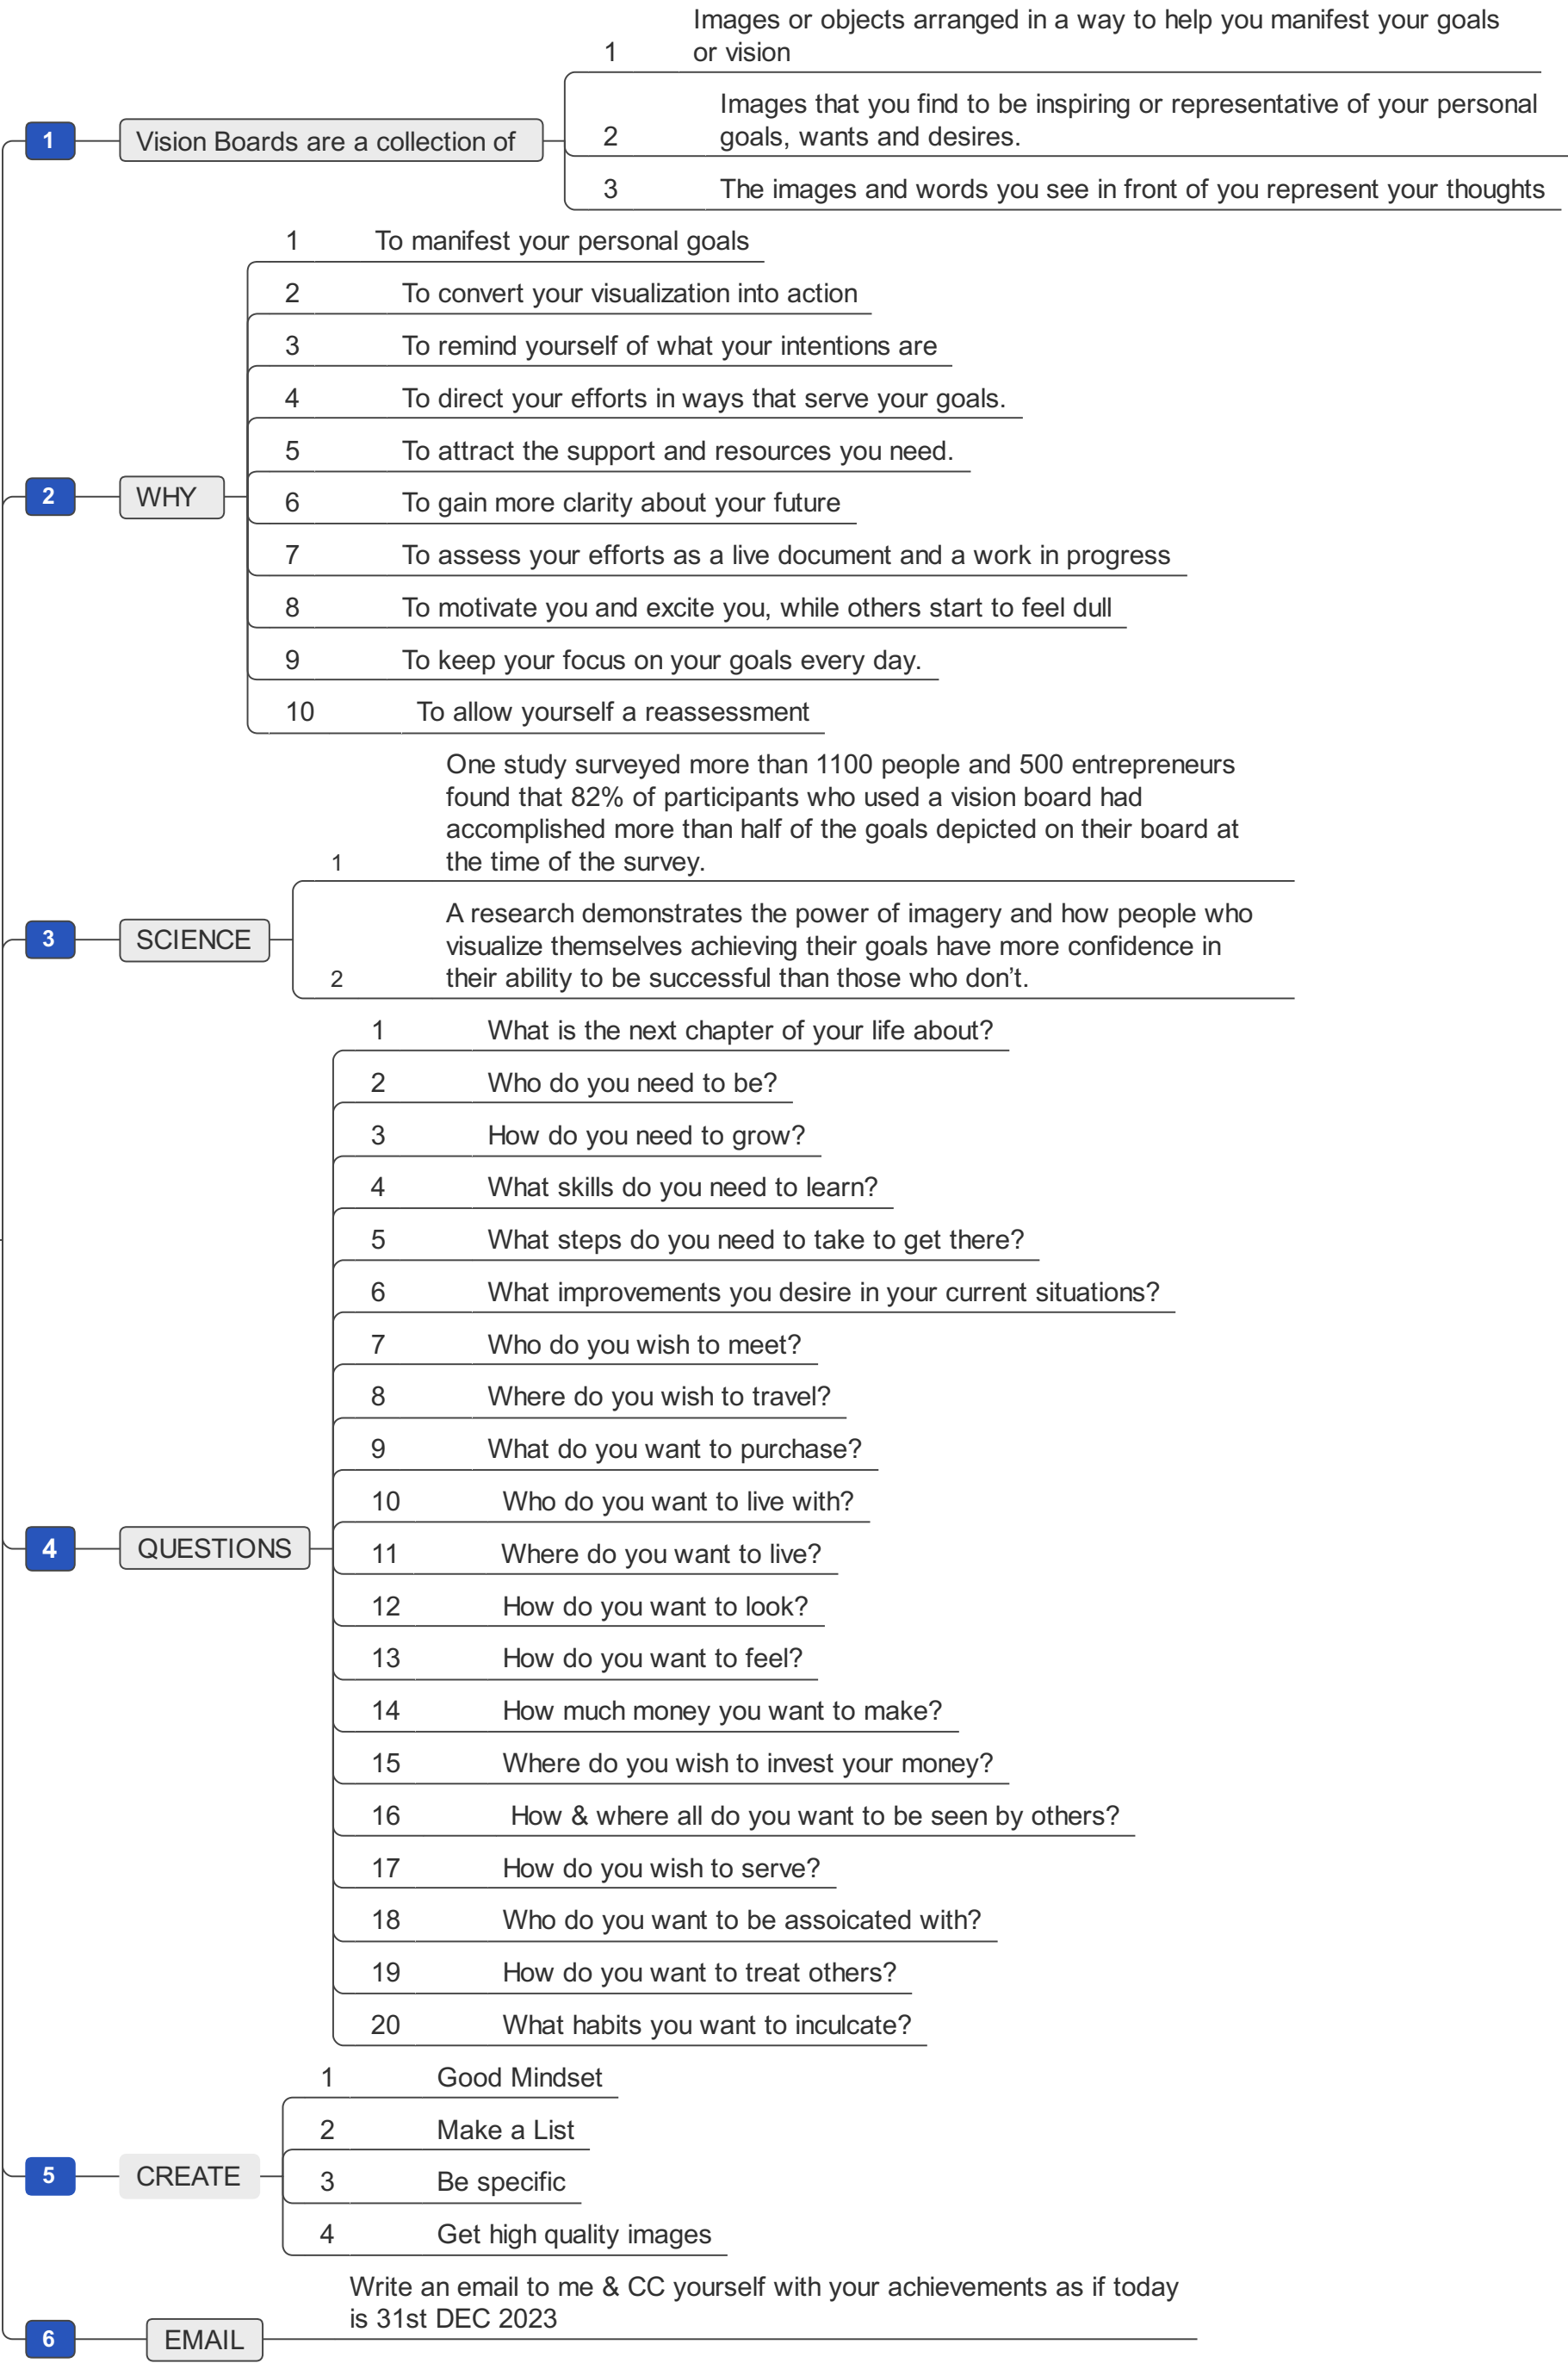 1 Vision Boards are a collection of
1 Images or objects arranged in a way to help you manifest your goals
or vision
2 Images that you find to be inspiring or representative of your personal
goals, wants and desires.
3 The images and words you see in front of you represent your thoughts
2 WHY
1 To manifest your personal goals
2 To convert your visualization into action
3 To remind yourself of what your intentions are
4 To direct your efforts in ways that serve your goals.
5 To attract the support and resources you need.
6 To gain more clarity about your future
7 To assess your efforts as a live document and a work in progress
8 To motivate you and excite you, while others start to feel dull
9 To keep your focus on your goals every day.
10 To allow yourself a reassessment
3 SCIENCE
1 One study surveyed more than 1100 people and 500 entrepreneurs
found that 82% of participants who used a vision board had
accomplished more than half of the goals depicted on their board at
the time of the survey.
2 A research demonstrates the power of imagery and how people who
visualize themselves achieving their goals have more confidence in
their ability to be successful than those who don’t.
4 QUESTIONS
1 What is the next chapter of your life about?
2 Who do you need to be?
3 How do you need to grow?
4 What skills do you need to learn?
5 What steps do you need to take to get there?
6 What improvements you desire in your current situations?
7 Who do you wish to meet?
8 Where do you wish to travel?
9 What do you want to purchase?
10 Who do you want to live with?
11 Where do you want to live?
12 How do you want to look?
13 How do you want to feel?
14 How much money you want to make?
15 Where do you wish to invest your money?
16 How & where all do you want to be seen by others?
17 How do you wish to serve?
18 Who do you want to be assoicated with?
19 How do you want to treat others?
20 What habits you want to inculcate?
5 CREATE
1 Good Mindset
2 Make a List
3 Be specific
4 Get high quality images
6 EMAIL
Write an email to me & CC yourself with your achievements as if today
is 31st DEC 2023